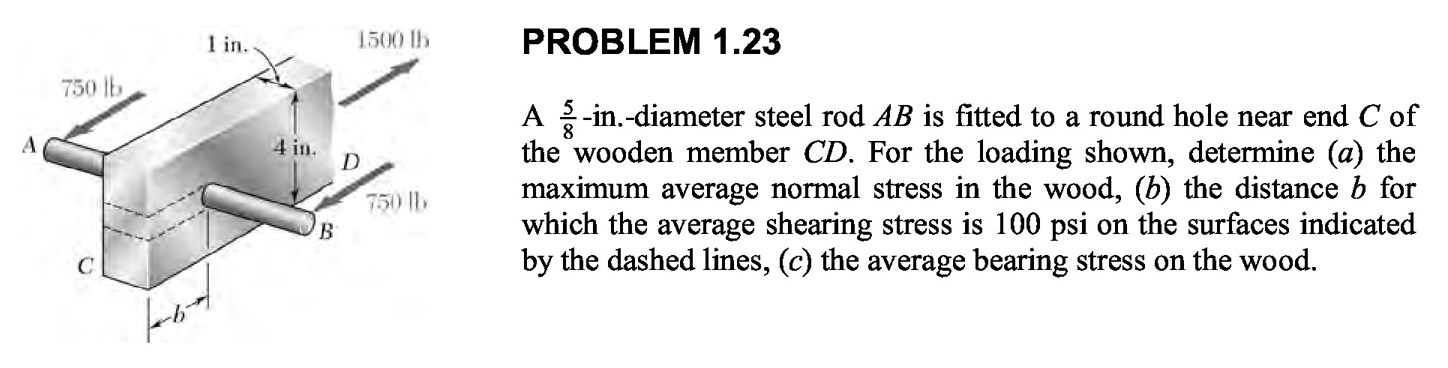 1 in.
1500 lb
750 lb
A
4 in.
D
750 lb
B
C
b
PROBLEM 1.23
A 5/8-in.-diameter steel rod AB is fitted to a round hole near end C of
the wooden member CD. For the loading shown, determine (a) the
maximum average normal stress in the wood, (b) the distance b for
which the average shearing stress is 100 psi on the surfaces indicated
by the dashed lines, (c) the average bearing stress on the wood.